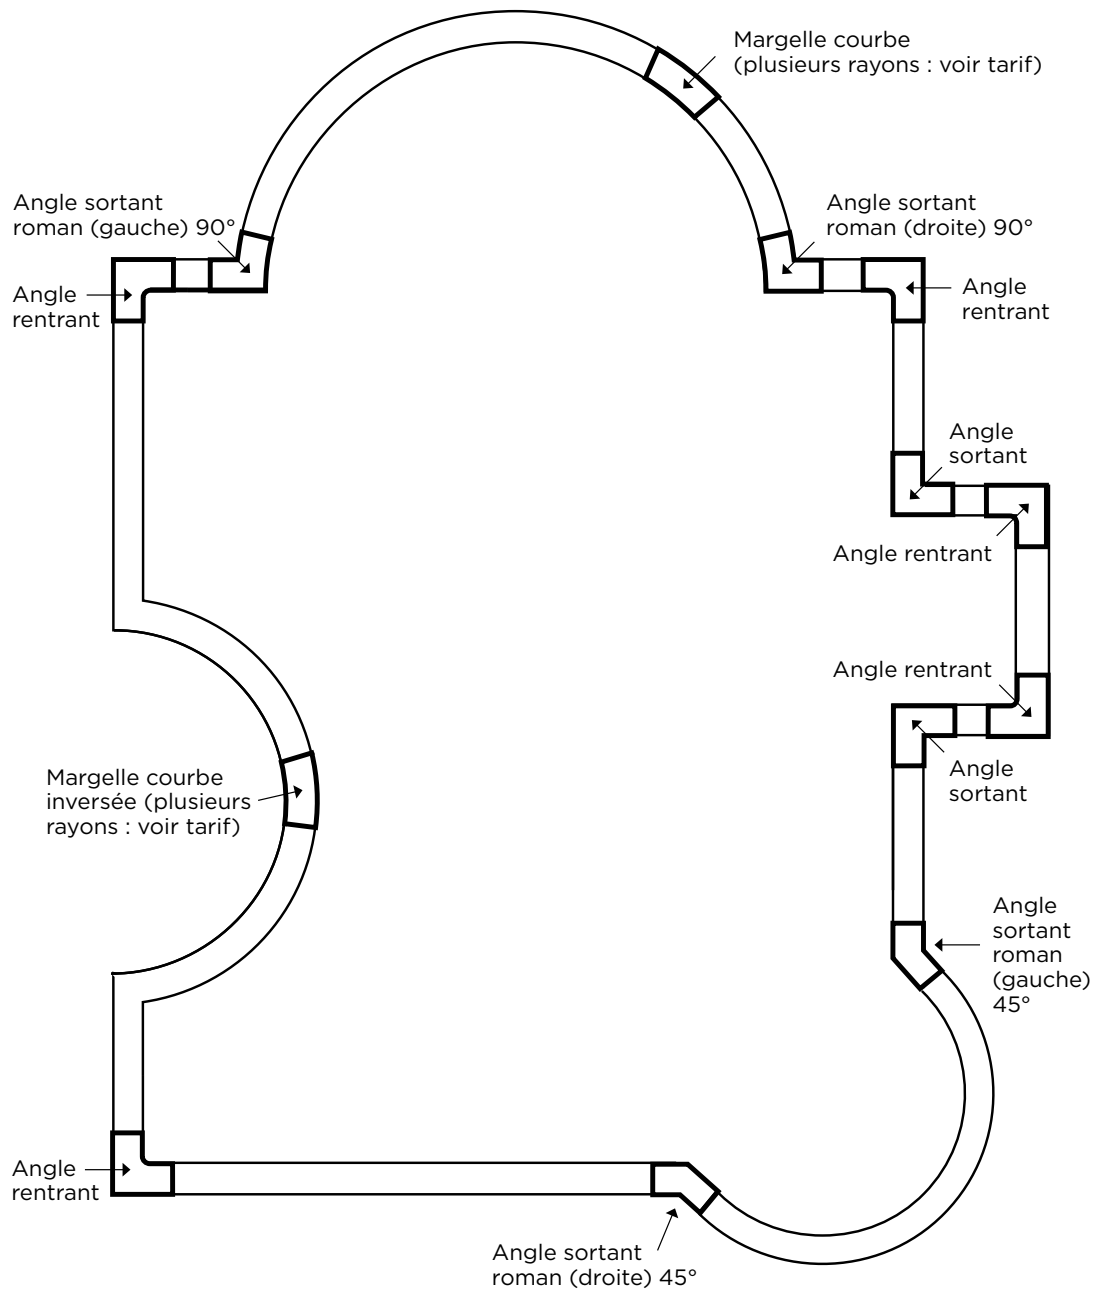 Margelle courbe
(plusieurs rayons : voir tarif)
Angle sortant
roman (gauche) 90°
Angle sortant
roman (droite) 90°
Angle
rentrant
Angle
rentrant
Angle
sortant
Angle rentrant
Angle rentrant
Angle
sortant
Margelle courbe
inversée (plusieurs
rayons : voir tarif)
Angle
sortant
roman
(gauche)
45°
Angle
rentrant
Angle sortant
roman (droite) 45°